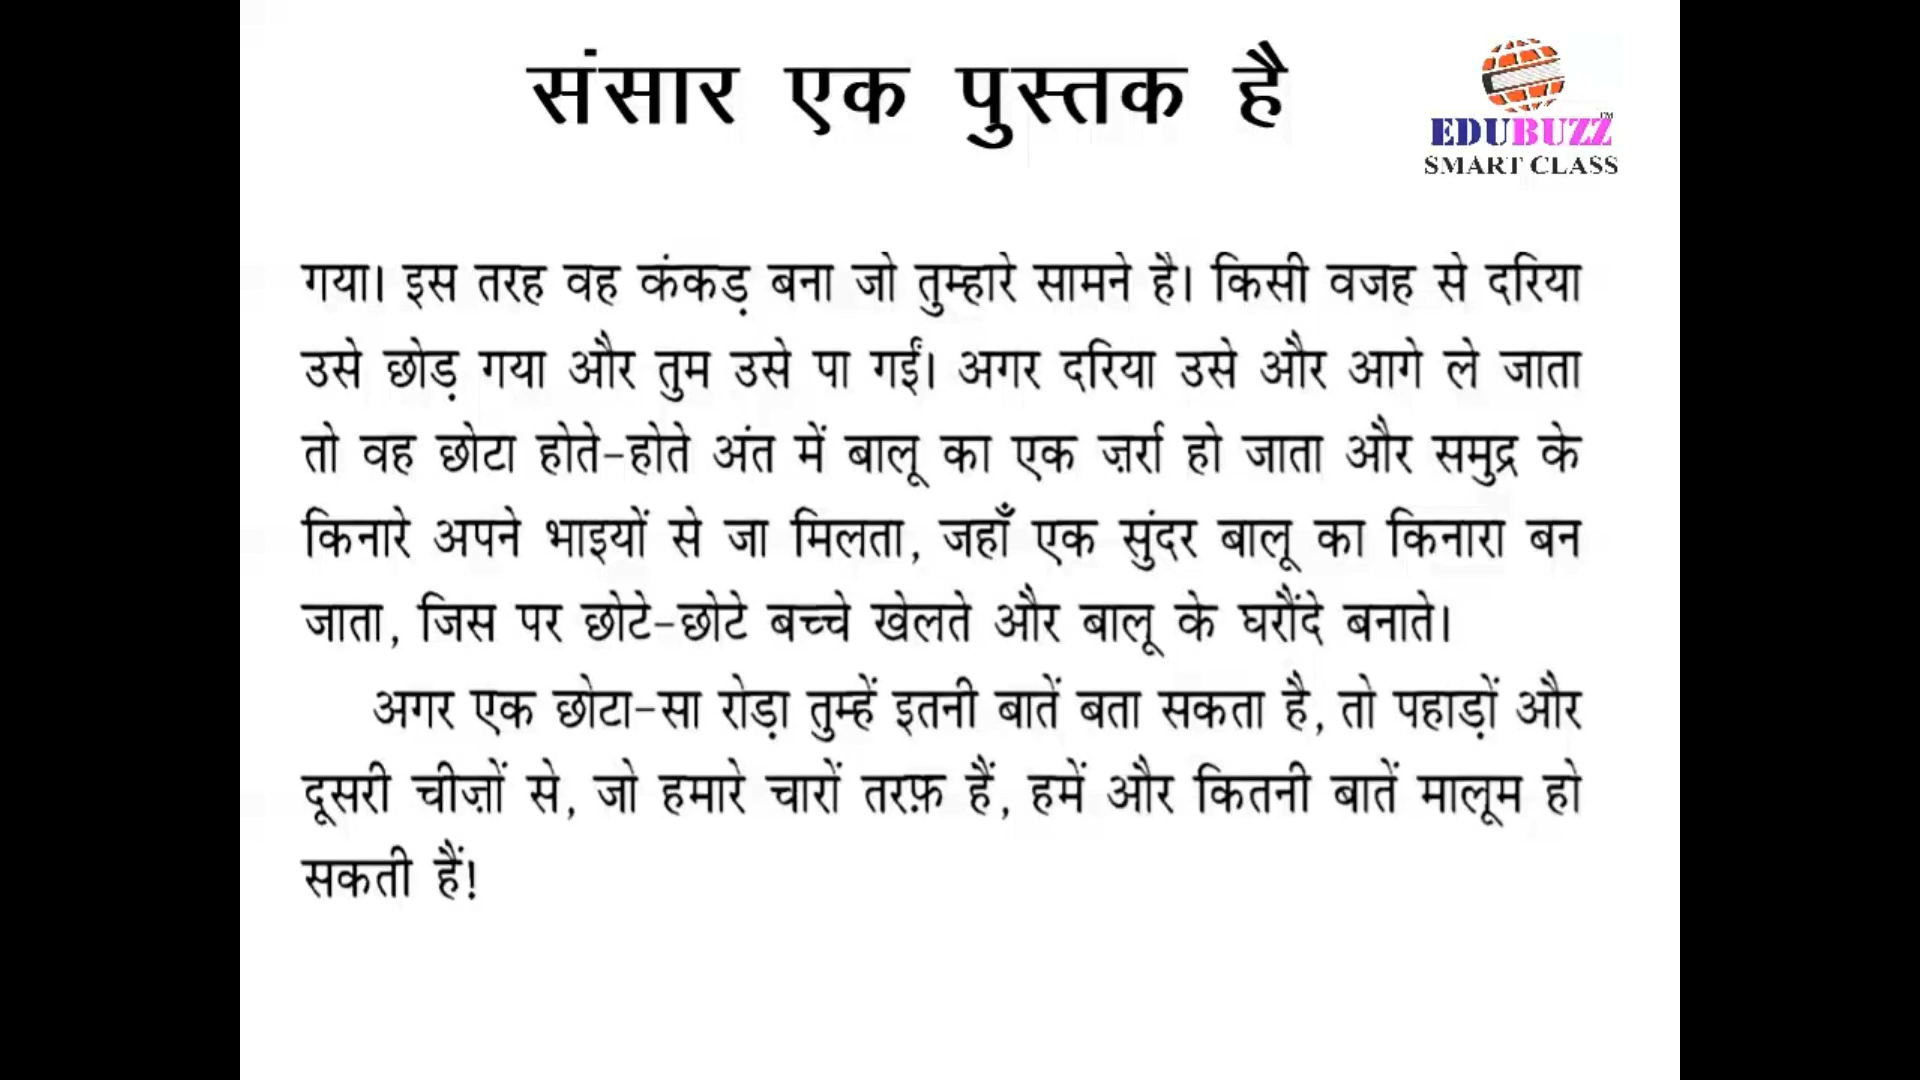 संसार एक पुस्तक है
EDUBUZZ™
SMART CLASS
गया। इस तरह वह कंकड़ बना जो तुम्हारे सामने है। किसी वजह से दरिया
उसे छोड़ गया और तुम उसे पा गईं। अगर दरिया उसे और आगे ले जाता
तो वह छोटा होते-होते अंत में बालू का एक ज़र्रा हो जाता और समुद्र के
किनारे अपने भाइयों से जा मिलता, जहाँ एक सुंदर बालू का किनारा बन
जाता, जिस पर छोटे-छोटे बच्चे खेलते और बालू के घरौंदे बनाते।
अगर एक छोटा-सा रोड़ा तुम्हें इतनी बातें बता सकता है, तो पहाड़ों और
दूसरी चीज़ों से, जो हमारे चारों तरफ़ हैं, हमें और कितनी बातें मालूम हो
सकती हैं!